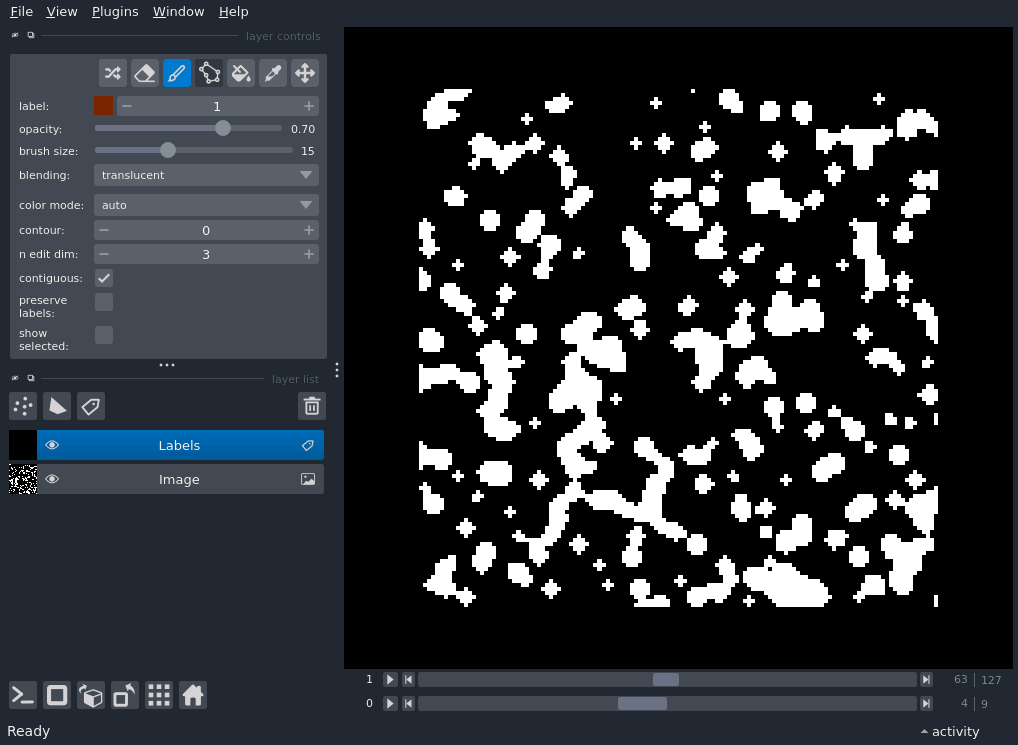 File View Plugins Window Help
layer controls
label: 1
opacity: 0.70
brush size: 15
blending: translucent
color mode: auto
contour: 0
n edit dim: 3
contiguous:
preserve
labels:
show
selected:
layer list
Labels
Image
1 63 127
0 4 9
Ready activity